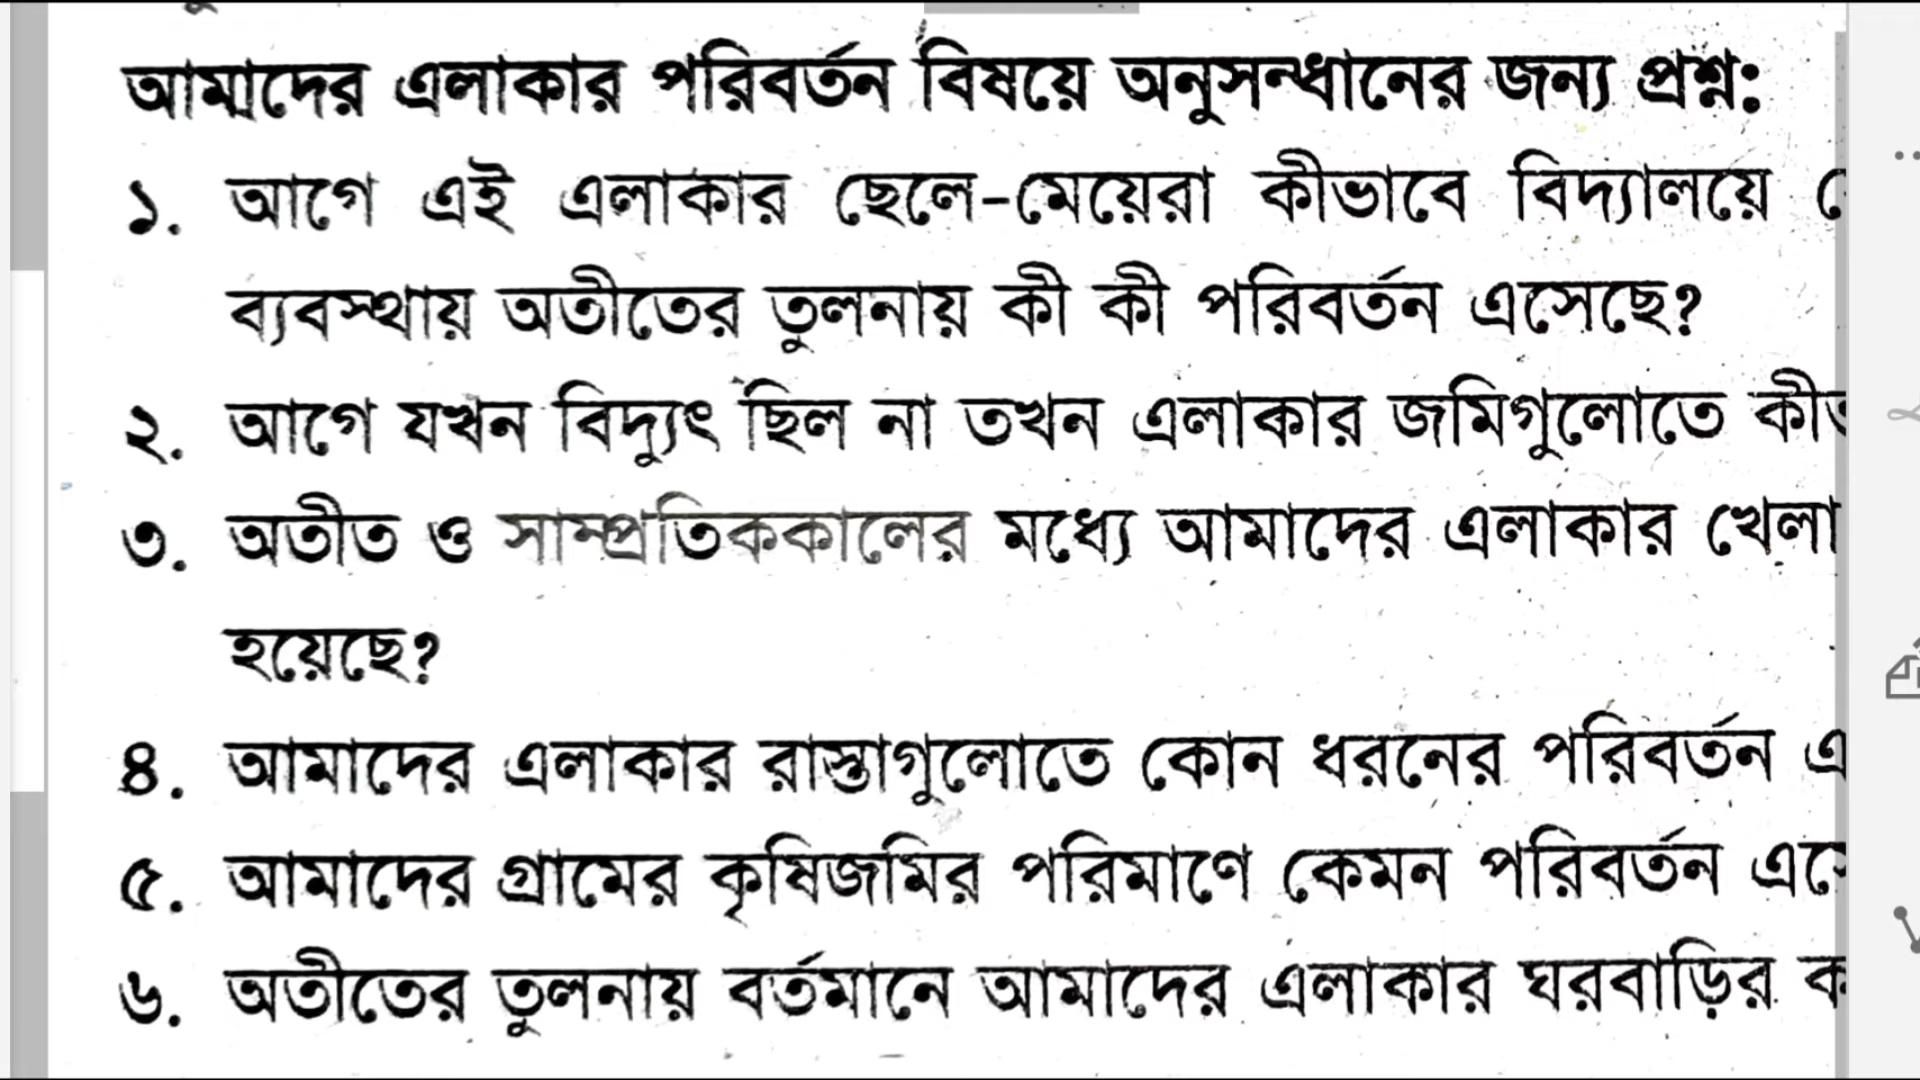 আমাদের এলাকার পরিবর্তন বিষয়ে অনুসন্ধানের জন্য প্রশ্ন:
১. আগে এই এলাকার ছেলে-মেয়েরা কীভাবে বিদ্যালয়ে
ব্যবস্থায় অতীতের তুলনায় কী কী পরিবর্তন এসেছে?
২. আগে যখন বিদ্যুৎ ছিল না তখন এলাকার জমিগুলোতে
৩. অতীত ও সাম্প্রতিককালের মধ্যে আমাদের এলাকার খেলা
হয়েছে?
৪. আমাদের এলাকার রাস্তাগুলোতে কোন ধরনের পরিবর্তন
৫. আমাদের গ্রামের কৃষিজমির পরিমাণে কেমন পরিবর্তন
৬. অতীতের তুলনায় বর্তমানে আমাদের এলাকার ঘরবাড়ির